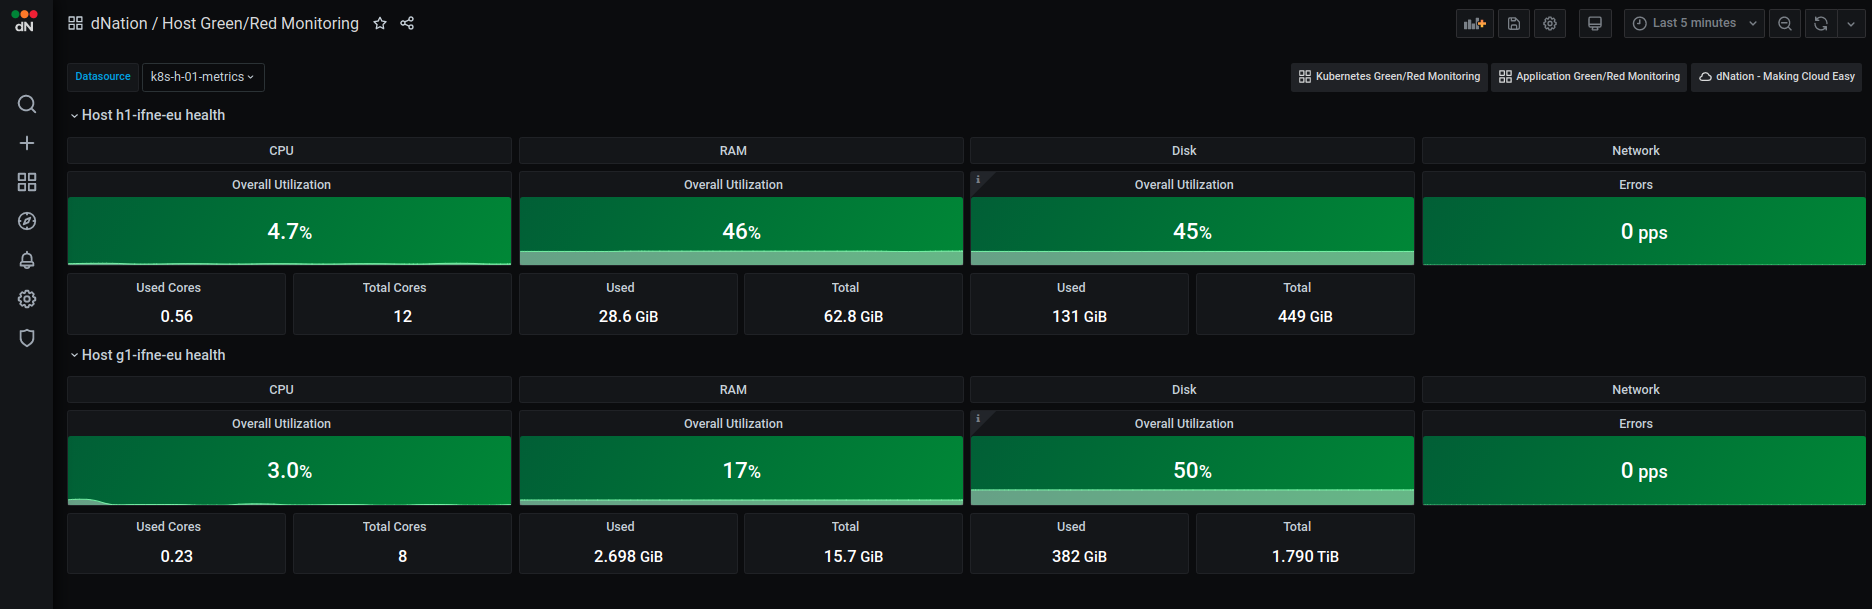 dN
dNation / Host Green/Red Monitoring
Last 5 minutes
Datasource
k8s-h-01-metrics
Kubernetes Green/Red Monitoring
Application Green/Red Monitoring
dNation - Making Cloud Easy
Host h1-ifne-eu health
CPU
RAM
Disk
Network
Overall Utilization
Overall Utilization
i
Overall Utilization
Errors
4.7%
46%
45%
0 pps
Used Cores
Total Cores
Used
Total
Used
Total
0.56
12
28.6 GiB
62.8 GiB
131 GiB
449 GiB
Host g1-ifne-eu health
CPU
RAM
Disk
Network
Overall Utilization
Overall Utilization
i
Overall Utilization
Errors
3.0%
17%
50%
0 pps
Used Cores
Total Cores
Used
Total
Used
Total
0.23
8
2.698 GiB
15.7 GiB
382 GiB
1.790 TiB